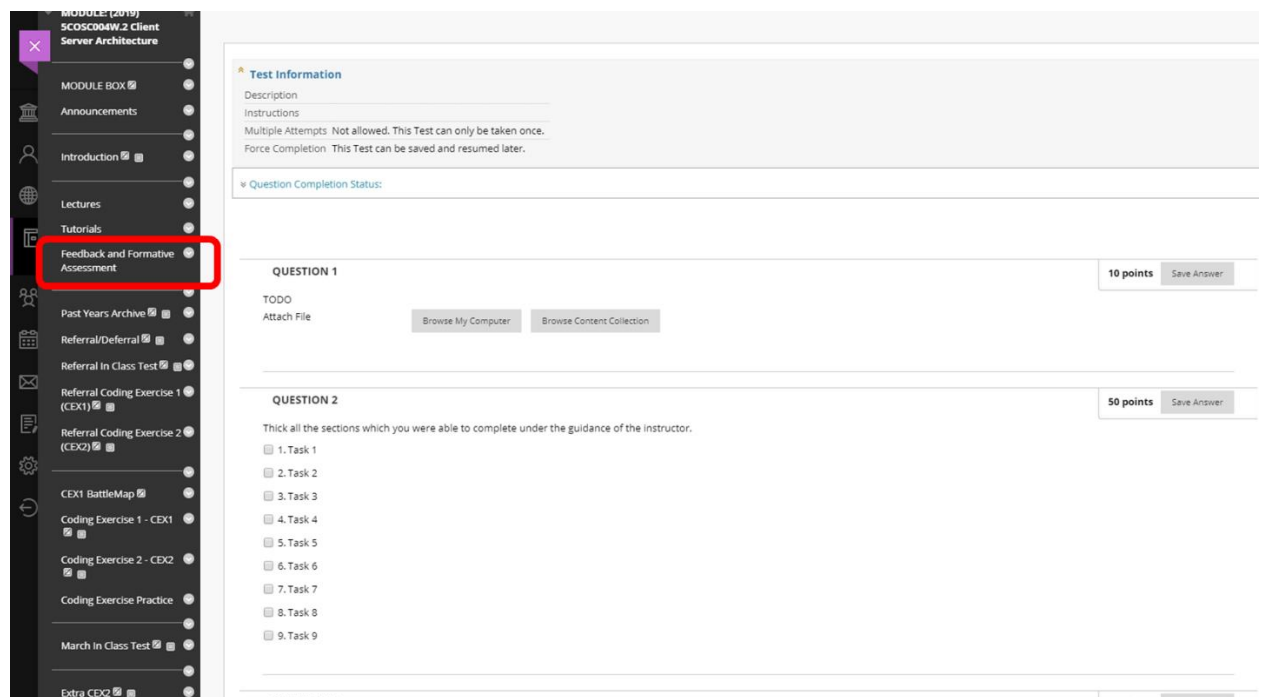 MODULE: (2019)
5COSC004W.2 Client
Server Architecture
MODULE BOX
Announcements
Introduction
Lectures
Tutorials
Feedback and Formative
Assessment
Past Years Archive
Referral/Deferral
Referral In Class Test
Referral Coding Exercise 1
(CEX1)
Referral Coding Exercise 2
(CEX2)
CEX1 BattleMap
Coding Exercise 1 - CEX1
Coding Exercise 2 - CEX2
Coding Exercise Practice
March In Class Test
Extra CEX2
Test Information
Description
Instructions
Multiple Attempts Not allowed. This Test can only be taken once.
Force Completion This Test can be saved and resumed later.
Question Completion Status:
QUESTION 1
10 points Save Answer
TODO
Attach File Browse My Computer Browse Content Collection
QUESTION 2
50 points Save Answer
Thick all the sections which you were able to complete under the guidance of the instructor.
1. Task 1
2. Task 2
3. Task 3
4. Task 4
5. Task 5
6. Task 6
7. Task 7
8. Task 8
9. Task 9